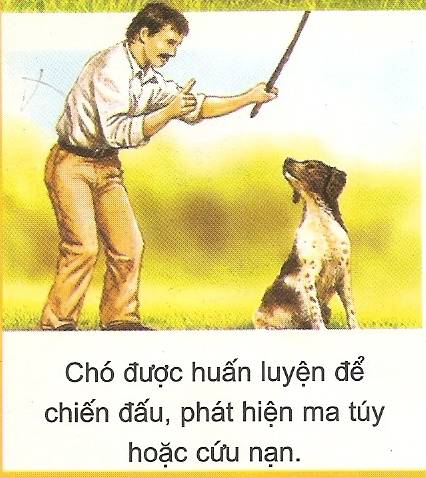 Chó được huấn luyện để
chiến đấu, phát hiện ma túy
hoặc cứu nạn.